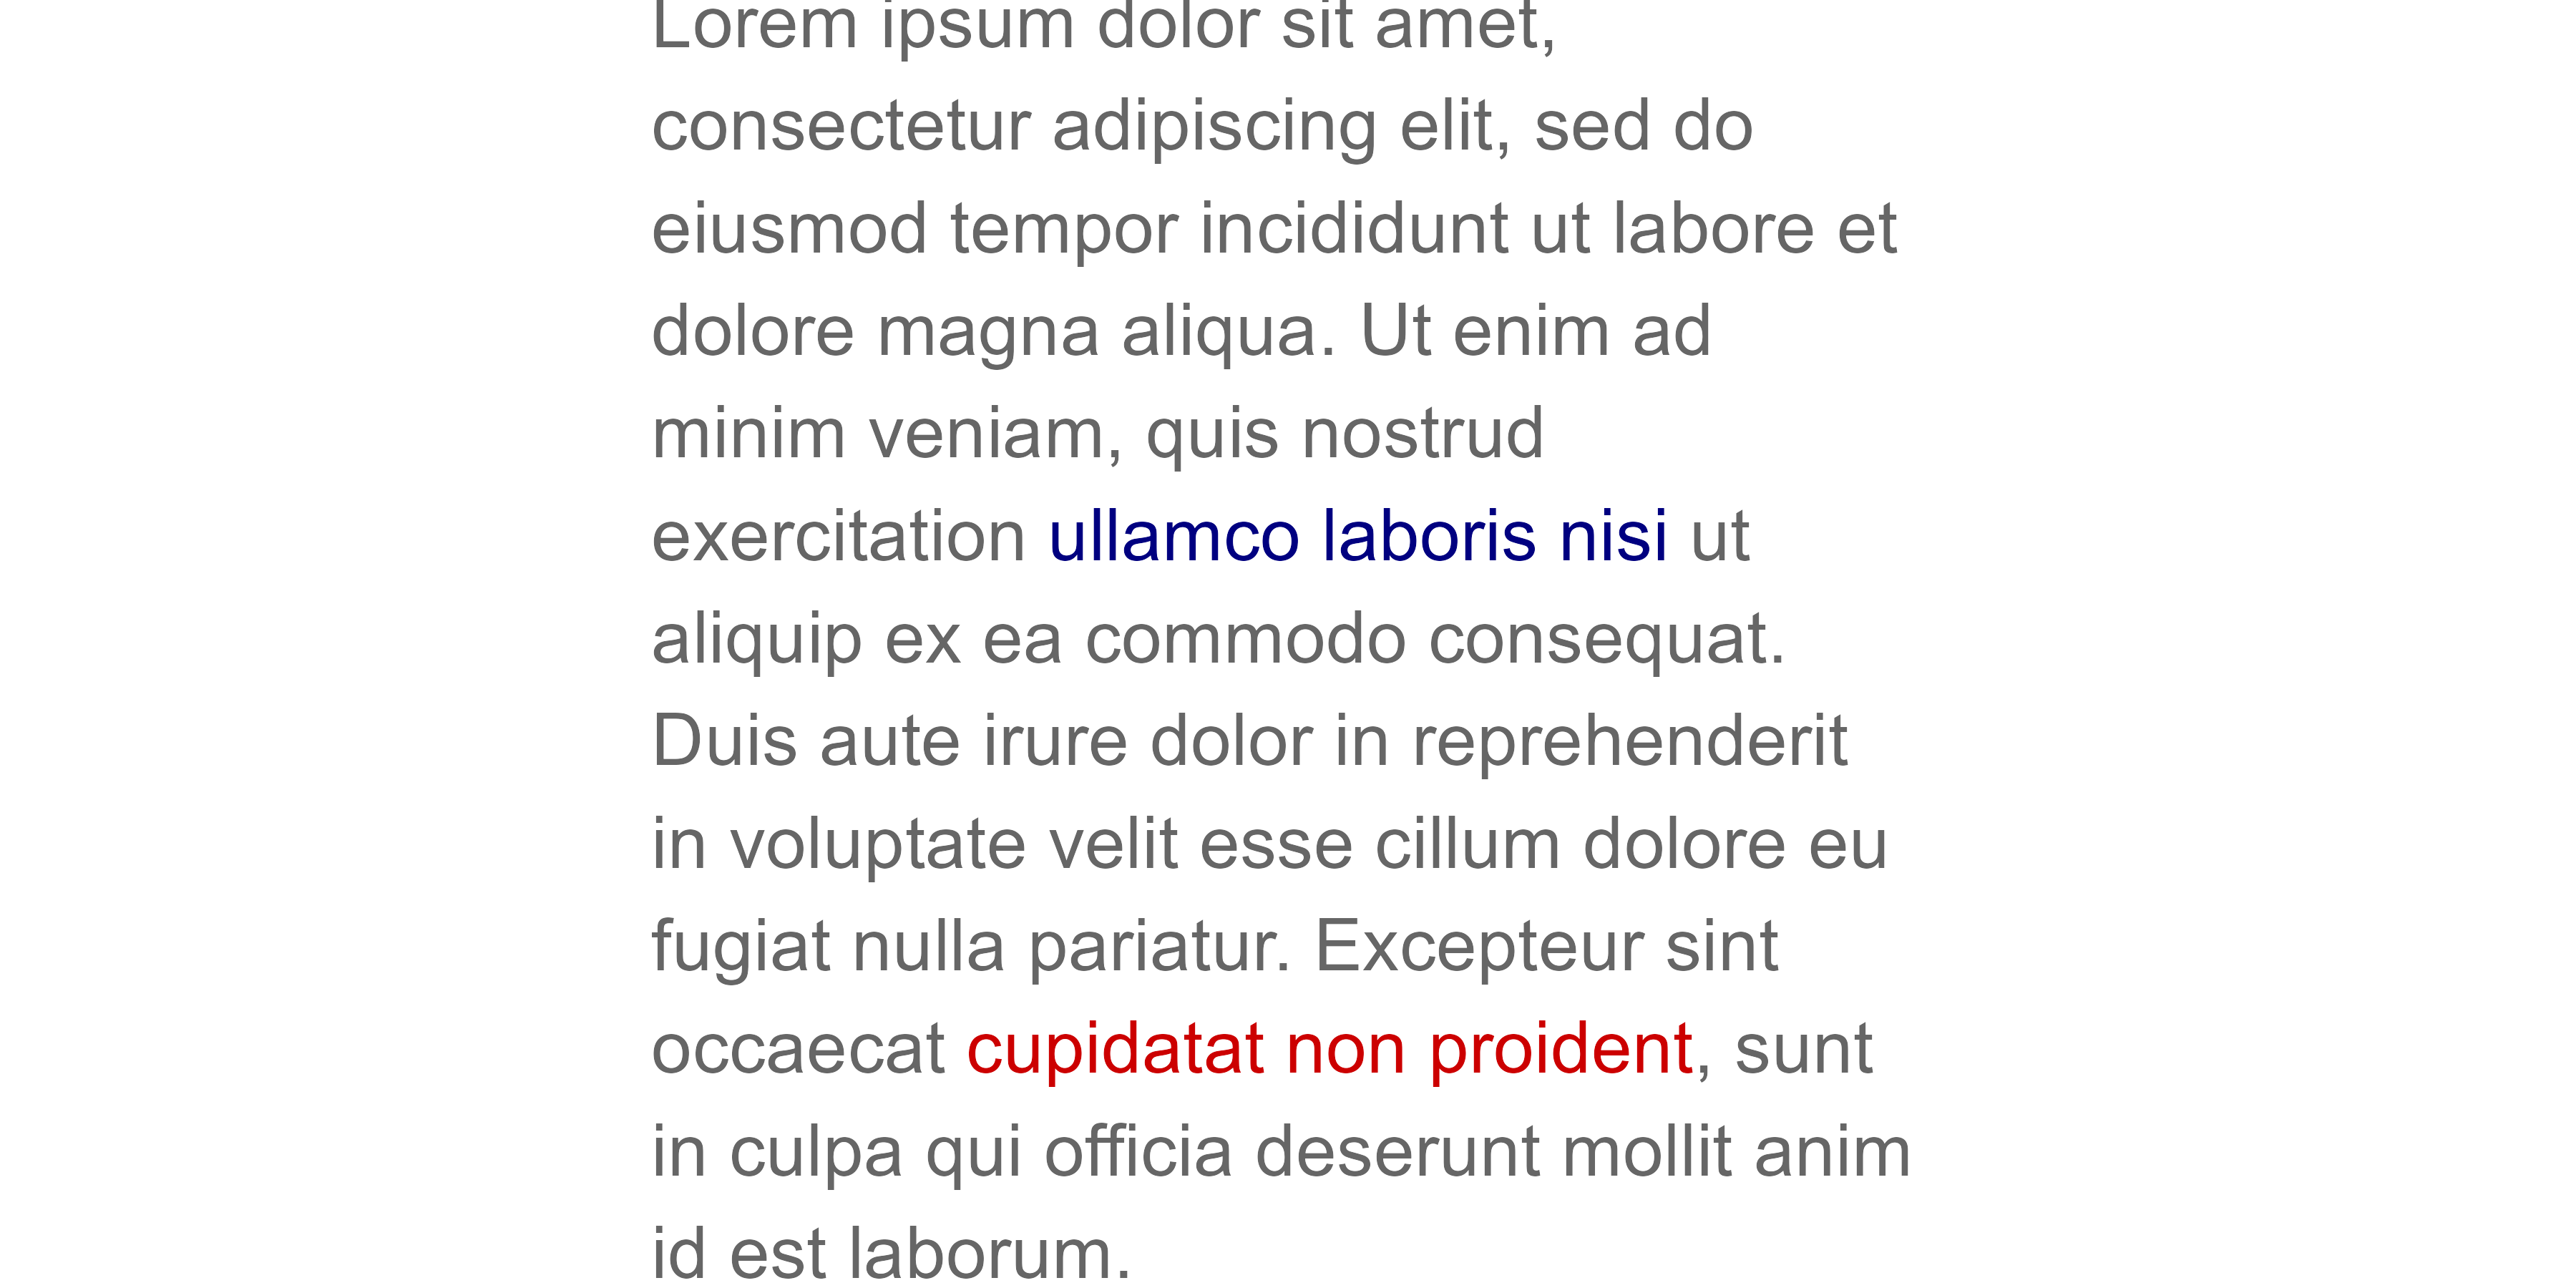 Lorem ipsum dolor sit amet,
consectetur adipiscing elit, sed do
eiusmod tempor incididunt ut labore et
dolore magna aliqua. Ut enim ad
minim veniam, quis nostrud
exercitation ullamco laboris nisi ut
aliquip ex ea commodo consequat.
Duis aute irure dolor in reprehenderit
in voluptate velit esse cillum dolore eu
fugiat nulla pariatur. Excepteur sint
occaecat cupidatat non proident, sunt
in culpa qui officia deserunt mollit anim
id est laborum.